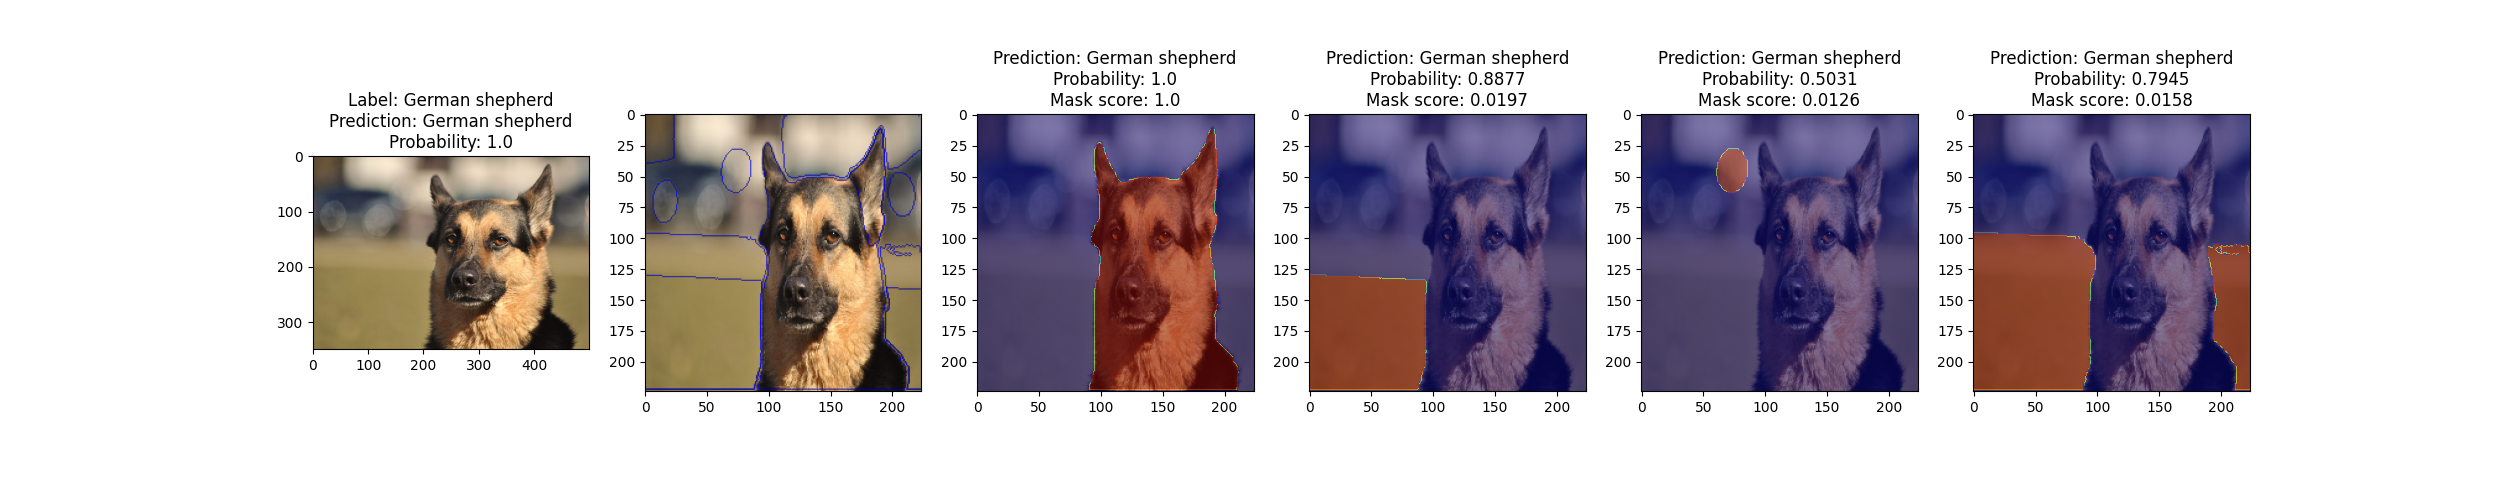 Label: German shepherd
Prediction: German shepherd
Probability: 1.0
0
100
200
300
0 100 200 300 400
0
25
50
75
100
125
150
175
200
0 50 100 150 200
Prediction: German shepherd
Probability: 1.0
Mask score: 1.0
0
25
50
75
100
125
150
175
200
0 50 100 150 200
Prediction: German shepherd
Probability: 0.8877
Mask score: 0.0197
0
25
50
75
100
125
150
175
200
0 50 100 150 200
Prediction: German shepherd
Probability: 0.5031
Mask score: 0.0126
0
25
50
75
100
125
150
175
200
0 50 100 150 200
Prediction: German shepherd
Probability: 0.7945
Mask score: 0.0158
0
25
50
75
100
125
150
175
200
0 50 100 150 200